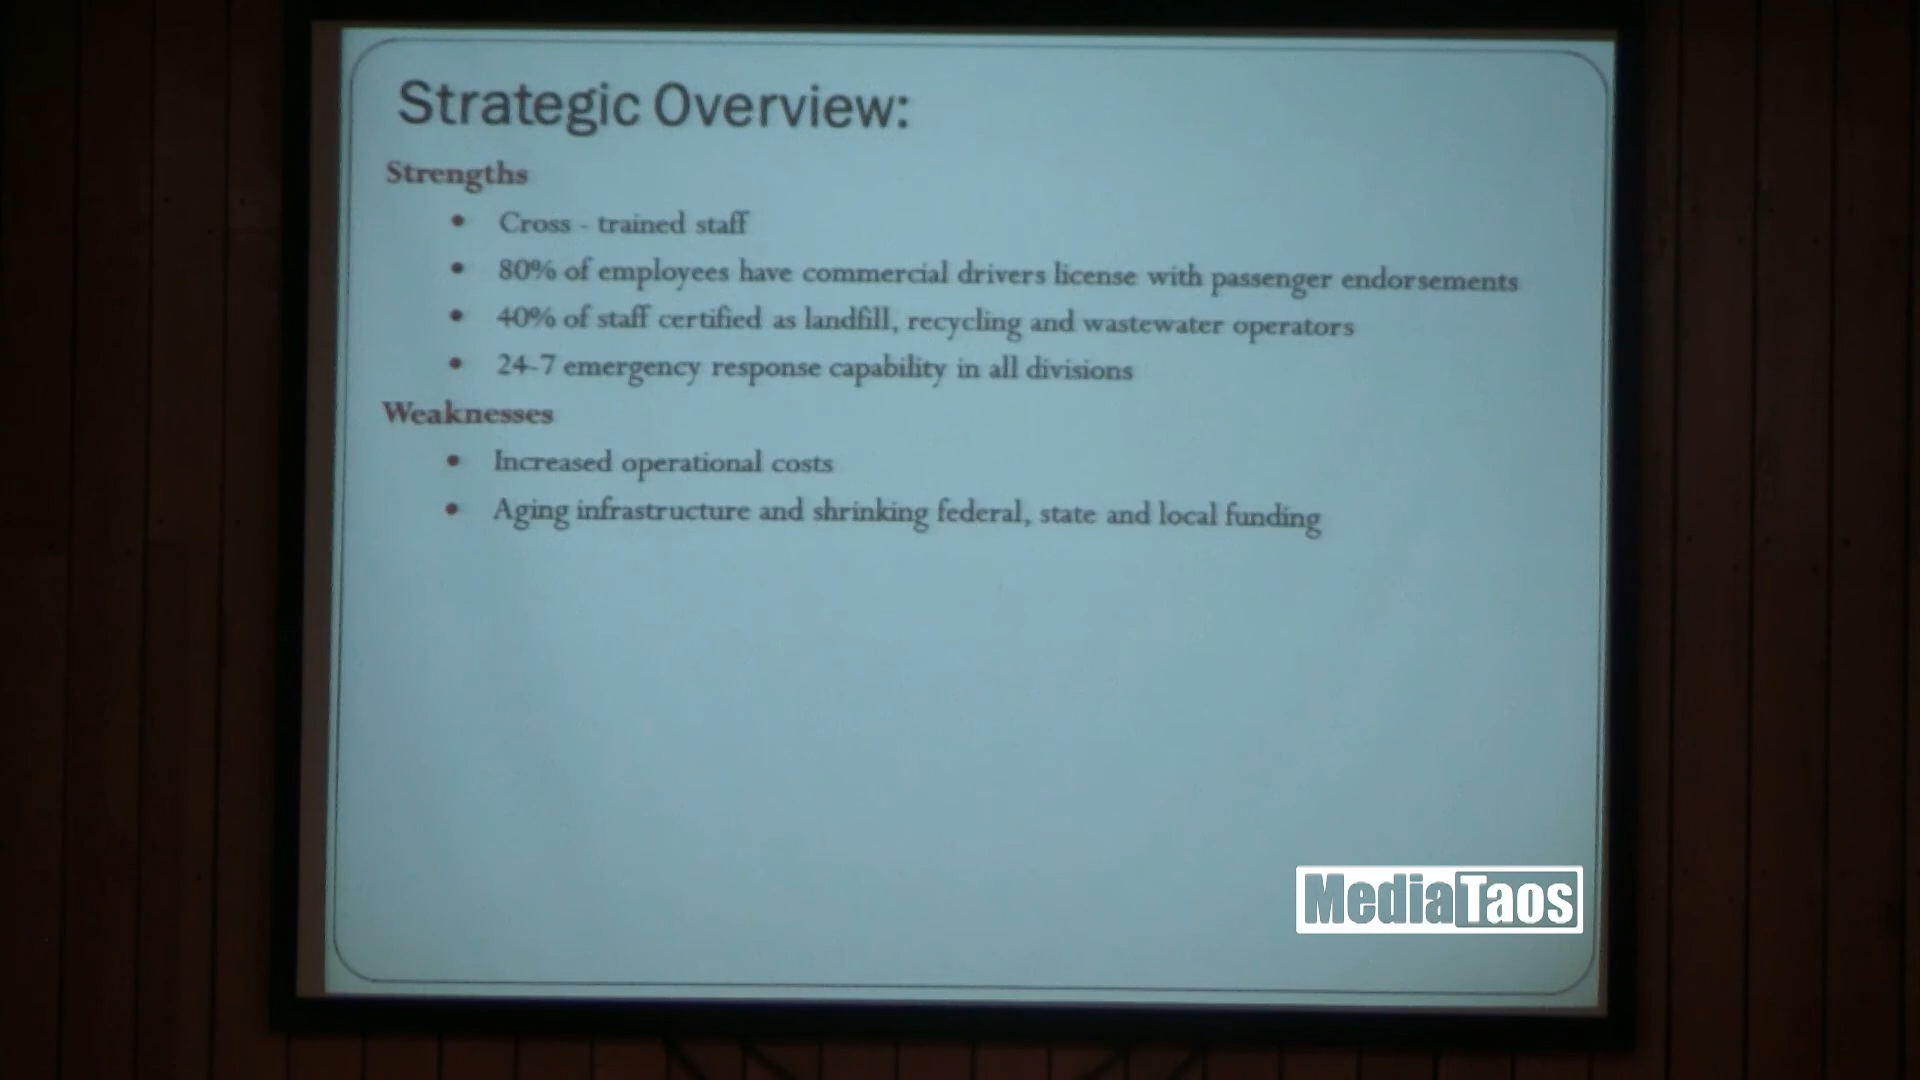 Strategic Overview:
Strengths
• Cross - trained staff
• 80% of employees have commercial drivers license with passenger endorsements
• 40% of staff certified as landfill, recycling and wastewater operators
• 24-7 emergency response capability in all divisions
Weaknesses
• Increased operational costs
• Aging infrastructure and shrinking federal, state and local funding
MediaTaos